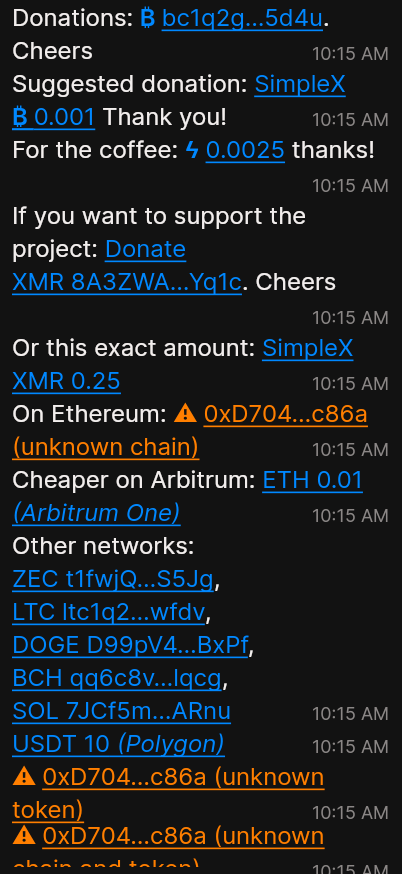 Donations: ₿ bc1q2g...5d4u.
Cheers 10:15 AM
Suggested donation: SimpleX
₿ 0.001 Thank you! 10:15 AM
For the coffee: ϟ 0.0025 thanks!
10:15 AM
If you want to support the
project: Donate
XMR 8A3ZWA...Yq1c. Cheers
10:15 AM
Or this exact amount: SimpleX
XMR 0.25 10:15 AM
On Ethereum: ⚠ 0xD704...c86a
(unknown chain) 10:15 AM
Cheaper on Arbitrum: ETH 0.01
(Arbitrum One) 10:15 AM
Other networks:
ZEC t1fwjQ...S5Jg,
LTC ltc1q2...wfdv,
DOGE D99pV4...BxPf,
BCH qq6c8v...lqcg,
SOL 7JCf5m...ARnu 10:15 AM
USDT 10 (Polygon) 10:15 AM
⚠ 0xD704...c86a (unknown
token) 10:15 AM
⚠ 0xD704...c86a (unknown
chain and token) 10:15 AM